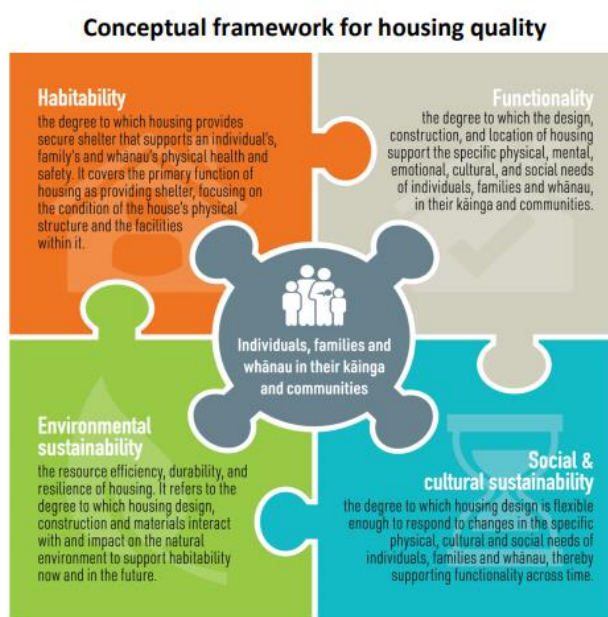 Conceptual framework for housing quality
Habitability
the degree to which housing provides
secure shelter that supports an individual's,
family's and whānau's physical health and
safety. It covers the primary function of
housing as providing shelter, focusing on
the condition of the house's physical
structure and the facilities
within it.
Functionality
the degree to which the design,
construction, and location of housing
support the specific physical, mental,
emotional, cultural, and social needs
of individuals, families and whānau,
in their kāinga and communities.
Individuals, families and
whānau in their kāinga
and communities
Environmental
sustainability
the resource efficiency, durability, and
resilience of housing. It refers to the
degree to which housing design,
construction and materials interact
with and impact on the natural
environment to support habitability
now and in the future.
Social &
cultural sustainability
the degree to which housing design is flexible
enough to respond to changes in the specific
physical, cultural and social needs of
individuals, families and whānau, thereby
supporting functionality across time.